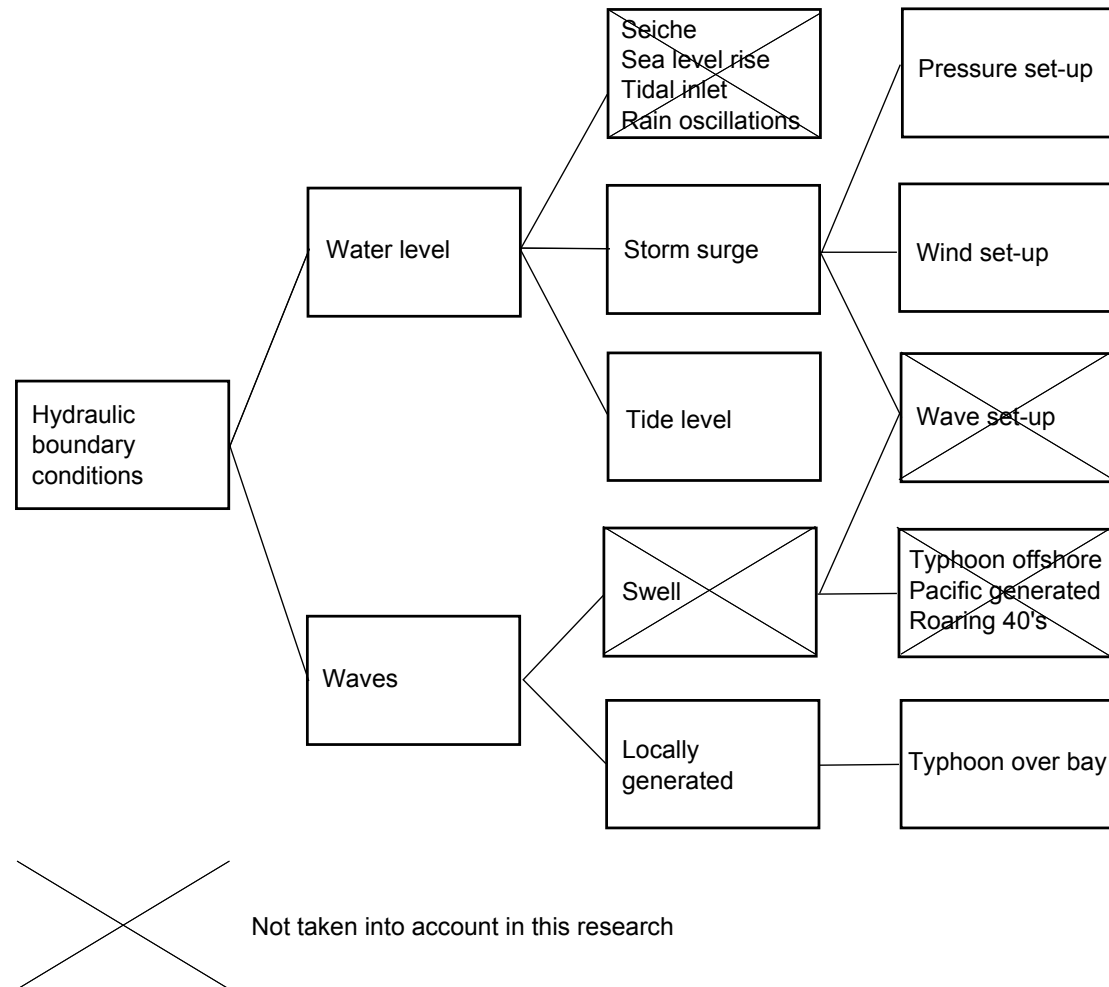 Seiche
Sea level rise
Tidal inlet
Rain oscillations
Pressure set-up
Water level
Storm surge
Wind set-up
Hydraulic
boundary
conditions
Tide level
Wave set-up
Swell
Typhoon offshore
Pacific generated
Roaring 40's
Waves
Locally
generated
Typhoon over bay
Not taken into account in this research